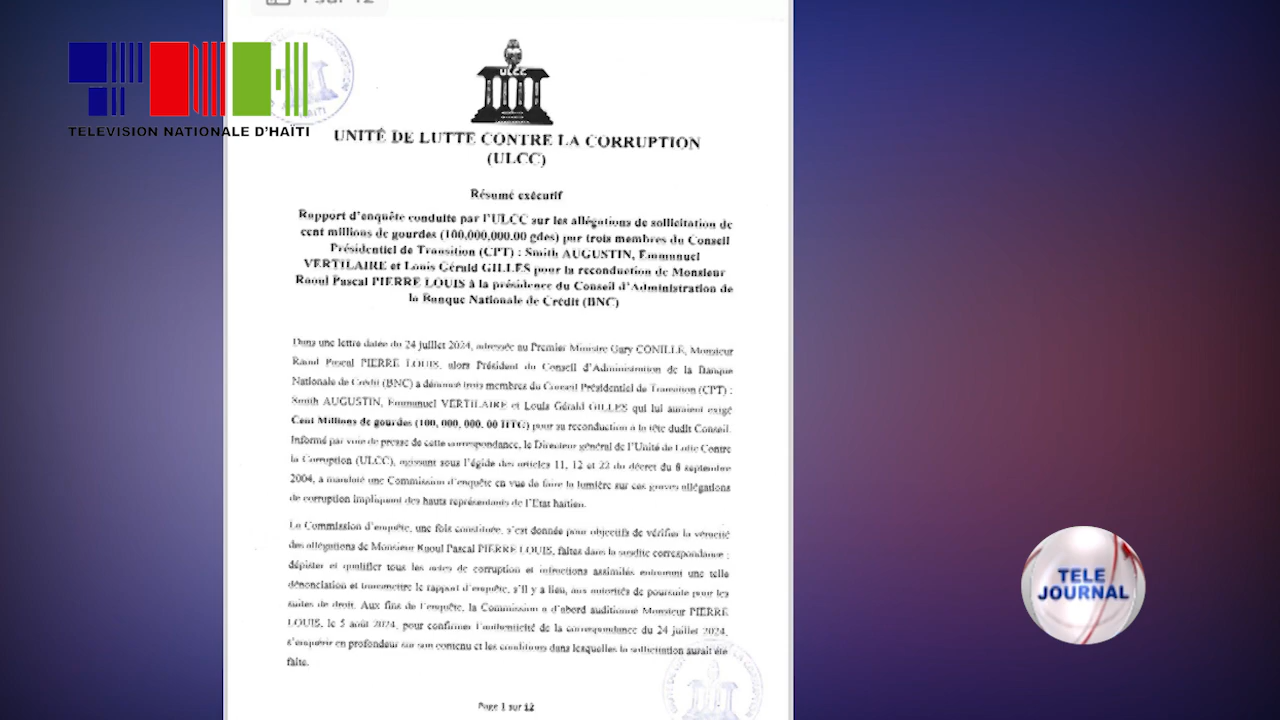 1 sur 12
TELEVISION NATIONALE D'HAÏTI
ULCC
UNITÉ DE LUTTE CONTRE LA CORRUPTION
(ULCC)
Résumé exécutif
Rapport d'enquête conduite par l'ULCC sur les allégations de sollicitation de
cent millions de gourdes (100,000,000.00 gdes) par trois membres du Conseil
Présidentiel de Transition (CPT) : Smith AUGUSTIN, Emmanuel
VERTILAIRE et Louis Gérald GILLES pour la reconduction de Monsieur
Raoul Pascal PIERRE LOUIS à la présidence du Conseil d'Administration de
la Banque Nationale de Crédit (BNC)
Dans une lettre datée du 24 juillet 2024, adressée au Premier Ministre Gary CONILLE, Monsieur
Raoul Pascal PIERRE LOUIS, alors Président du Conseil d'Administration de la Banque
Nationale de Crédit (BNC) a dénoncé trois membres du Conseil Présidentiel de Transition (CPT) :
Smith AUGUSTIN, Emmanuel VERTILAIRE et Louis Gérald GILLES qui lui auraient exigé
Cent Millions de gourdes (100, 000, 000. 00 HTG) pour sa reconduction à la tête dudit Conseil.
Informé par voie de presse de cette correspondance, le Directeur général de l'Unité de Lutte Contre
la Corruption (ULCC), agissant sous l'égide des articles 11, 12 et 22 du décret du 8 septembre
2004, a mandaté une Commission d'enquête en vue de faire la lumière sur ces graves allégations
de corruption impliquant des hauts représentants de l'Etat haïtien.
La Commission d'enquête, une fois constituée, s'est donnée pour objectifs de vérifier la véracité
des allégations de Monsieur Raoul Pascal PIERRE LOUIS, faites dans la susdite correspondance ;
dépister et qualifier tous les actes de corruption et infractions assimilés entourant une telle
dénonciation et transmettre le rapport d'enquête, s'il y a lieu, aux autorités de poursuite pour les
suites de droit. Aux fins de l'enquête, la Commission a d'abord auditionné Monsieur PIERRE
LOUIS, le 5 août 2024, pour confirmer l'authenticité de la correspondance du 24 juillet 2024,
s'enquérir en profondeur sur son contenu et les conditions dans lesquelles la sollicitation aurait été
faite.
Page 1 sur 12
TELE
JOURNAL